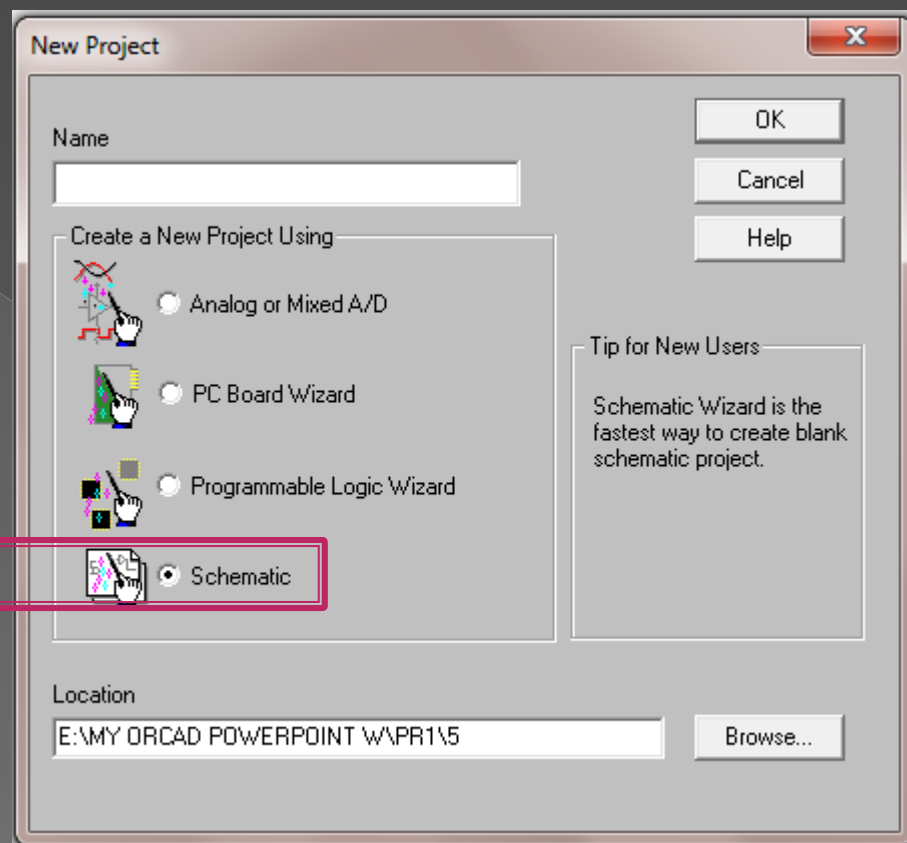 New Project
Name
OK
Cancel
Help
Create a New Project Using
Analog or Mixed A/D
PC Board Wizard
Programmable Logic Wizard
Schematic
Tip for New Users
Schematic Wizard is the
fastest way to create blank
schematic project.
Location
E:\MY ORCAD POWERPOINT W\PR1\5
Browse...